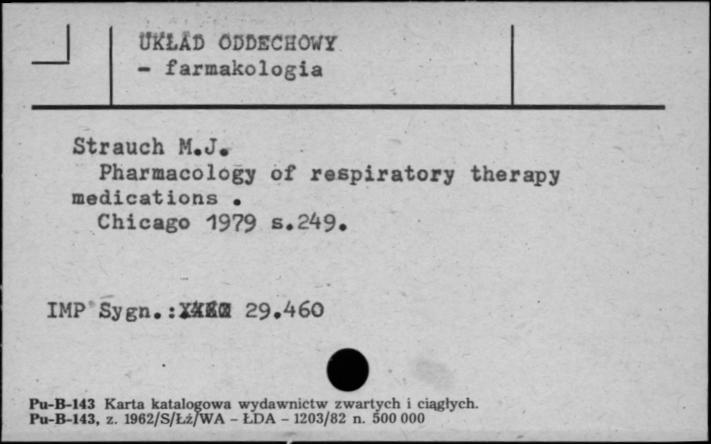 UKŁAD ODDECHOWY
- farmakologia
Strauch M.J.
Pharmacology of respiratory therapy
medications .
Chicago 1979 s.249.
IMP Sygn.: 29.460
Pu-B-143 Karta katalogowa wydawnictw zwartych i ciągłych.
Pu-B-143, z. 1962/S/Łż/WA - ŁDA - 1203/82 n. 500 000